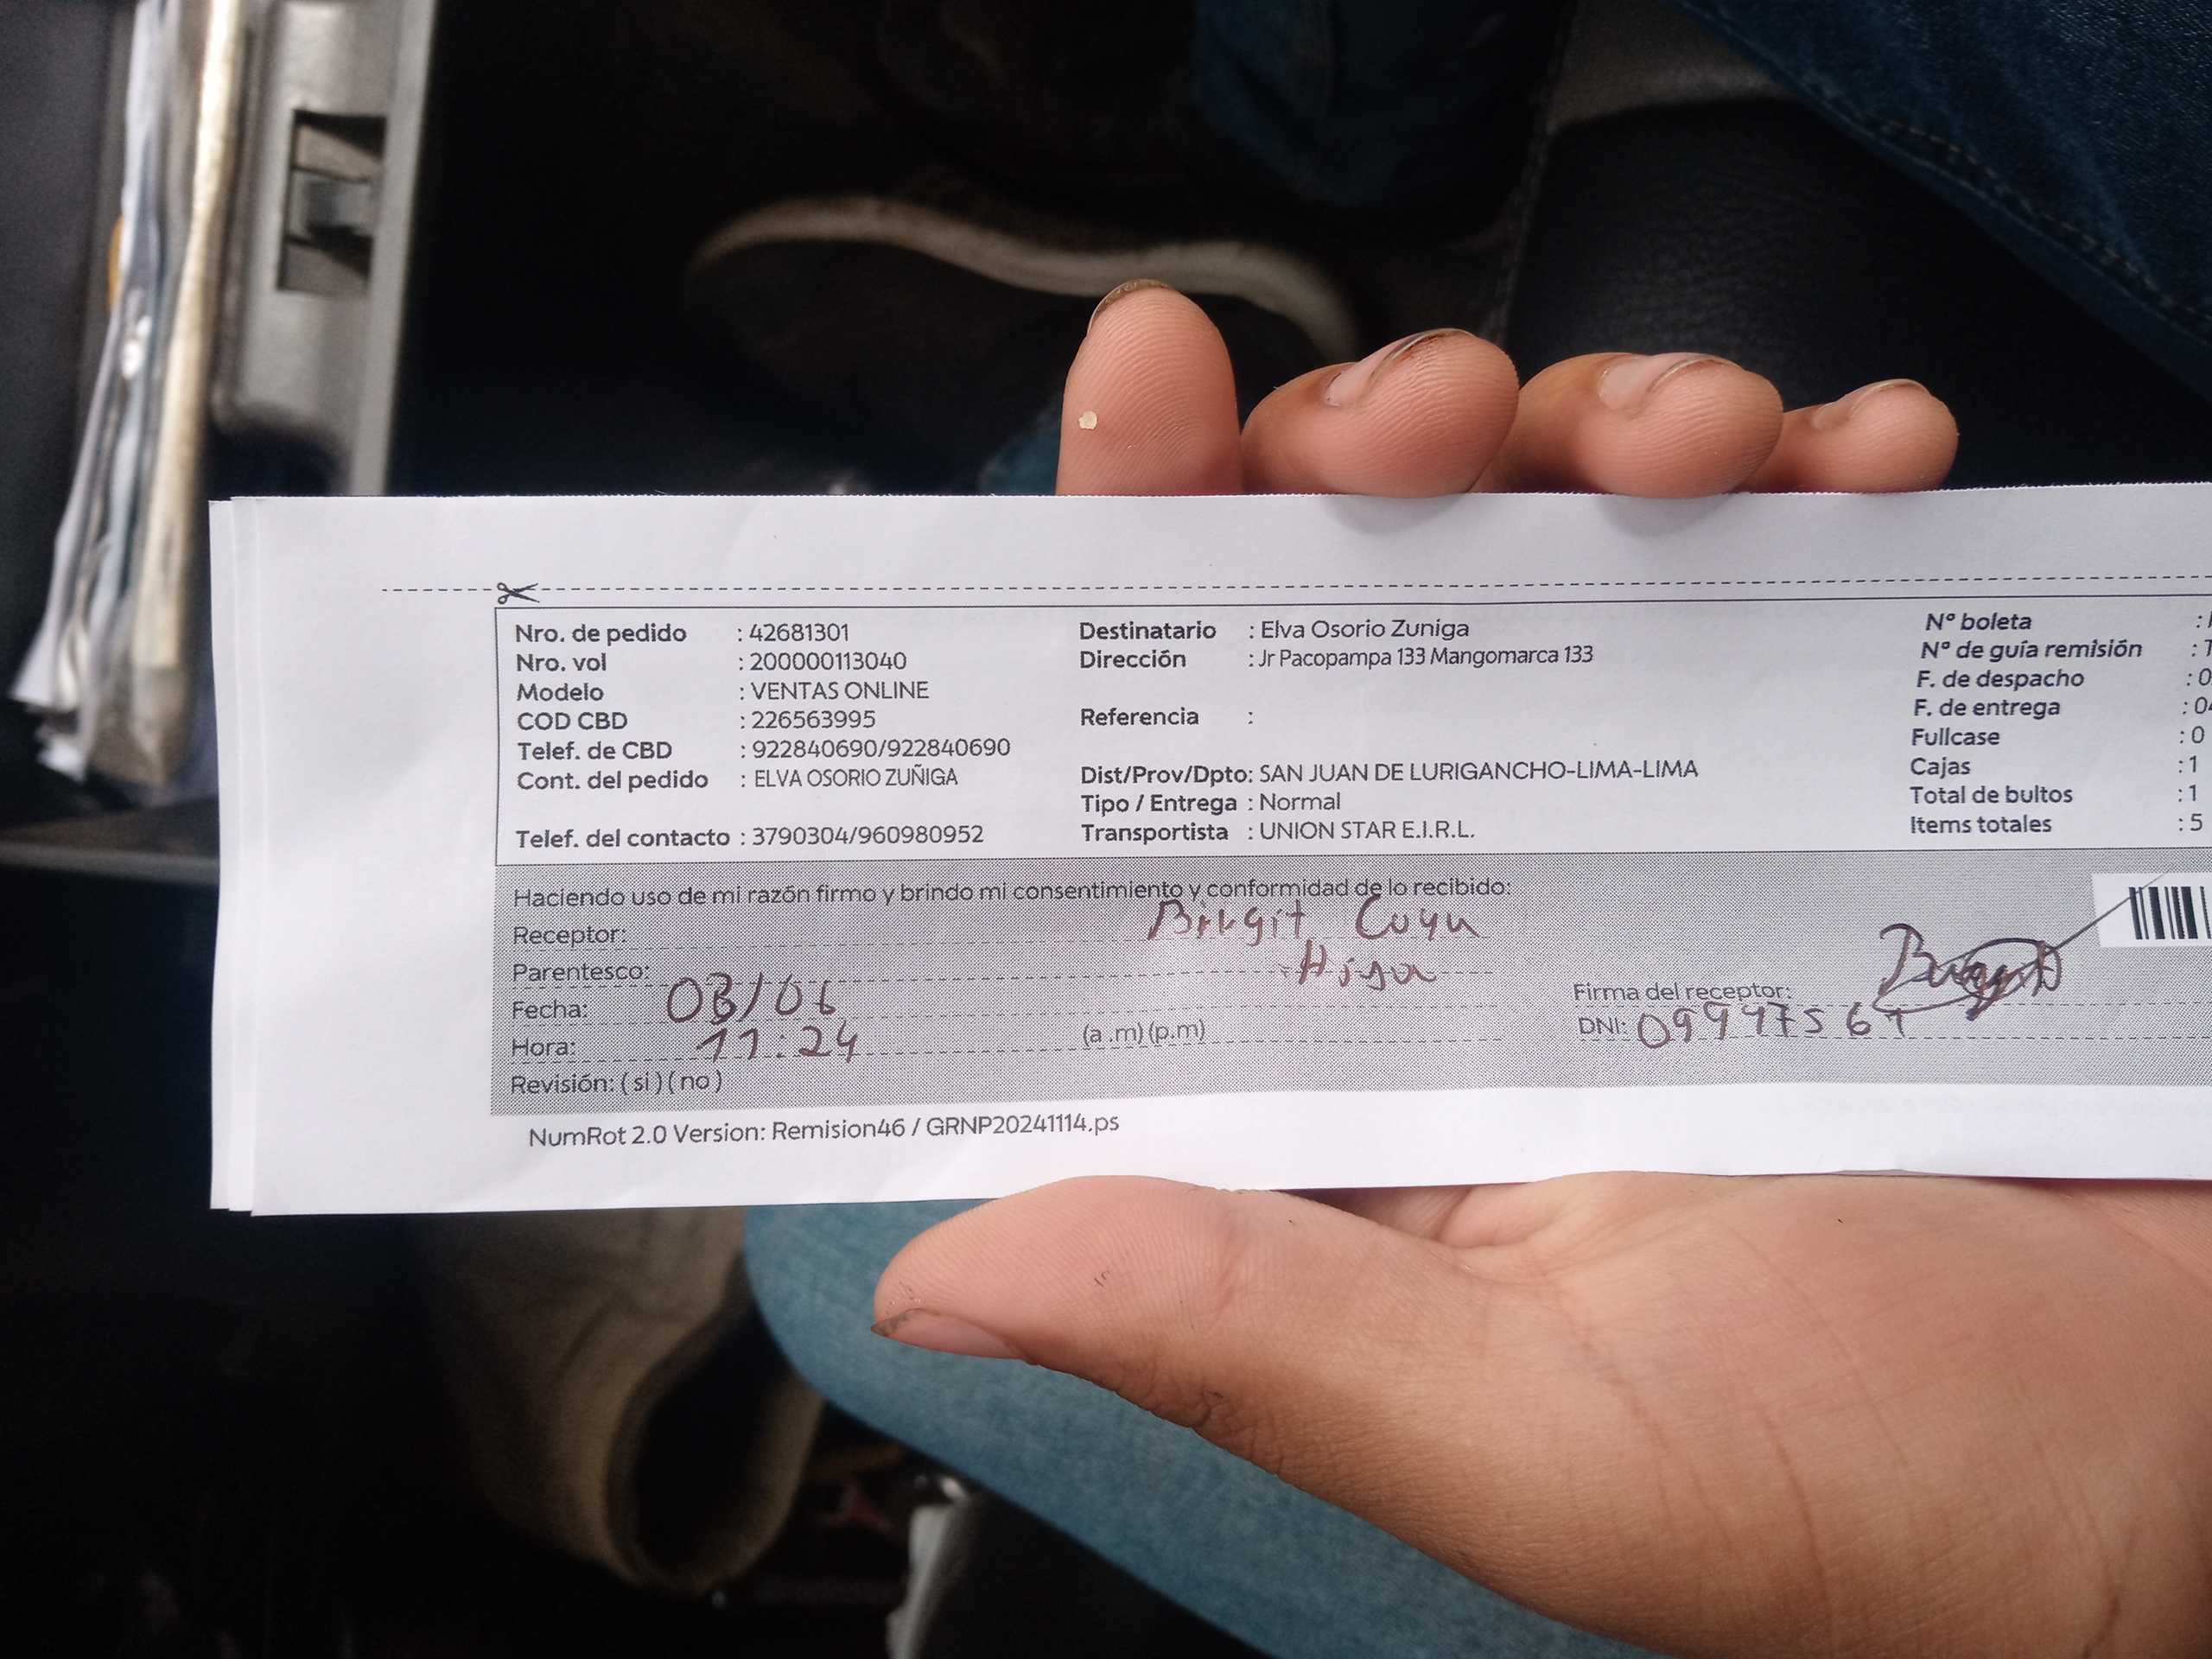 Nro. de pedido : 42681301
Nro. vol : 200000113040
Modelo : VENTAS ONLINE
COD CBD : 226563995
Telef. de CBD : 922840690/922840690
Cont. del pedido : ELVA OSORIO ZUÑIGA
Telef. del contacto : 3790304/960980952
Destinatario : Elva Osorio Zuniga
Dirección : Jr Pacopampa 133 Mangomarca 133
Referencia :
Dist/Prov/Dpto: SAN JUAN DE LURIGANCHO-LIMA-LIMA
Tipo / Entrega : Normal
Transportista : UNION STAR E.I.R.L.
N° boleta :
N° de guía remisión :
F. de despacho :
F. de entrega :
Fullcase : 0
Cajas : 1
Total de bultos : 1
Items totales : 5
Haciendo uso de mi razón firmo y brindo mi consentimiento y conformidad de lo recibido:
Receptor: Birgit
Parentesco: Hija
Fecha: 03/06
Hora: 11:24 (a .m) (p.m)
Revisión: ( si ) ( no )
Firma del receptor:
DNI:
NumRot 2.0 Version: Remision46 / GRNP20241114.ps